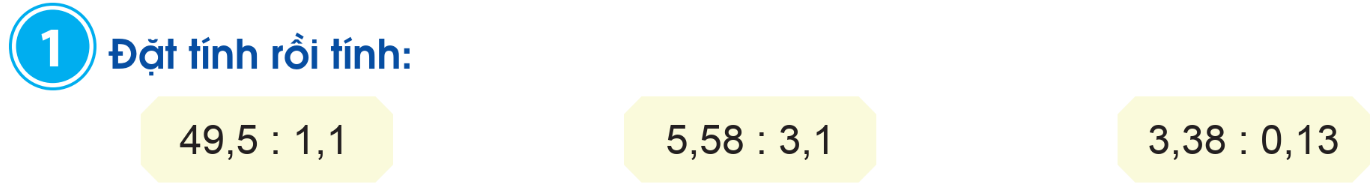 1 Đặt tính rồi tính:
49,5 : 1,1 5,58 : 3,1 3,38 : 0,13